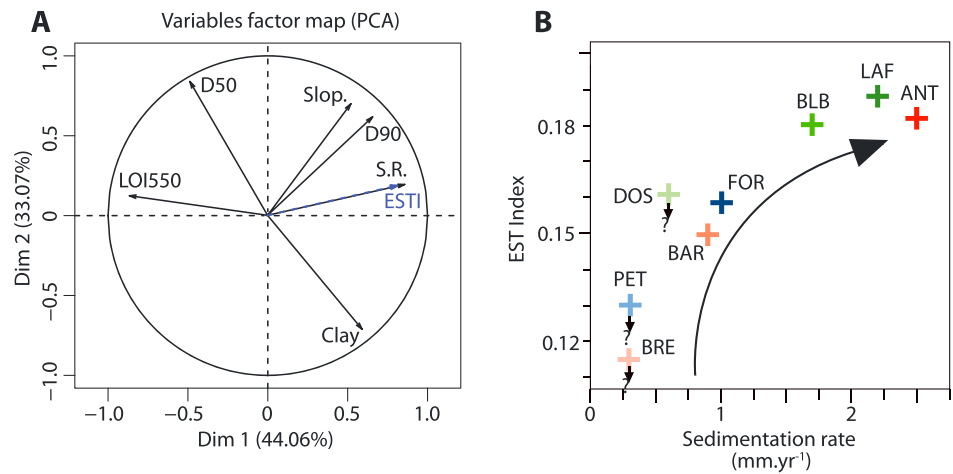 A
Variables factor map (PCA)
Dim 2 (33.07%)
1.0
0.5
0
−0.5
−1.0
D50
Slop.
D90
S.R.
LOI550
ESTI
Clay
−1.0
−0.5
0
0.5
1.0
Dim 1 (44.06%)
B
EST Index
0.18
0.15
0.12
LAF
ANT
BLB
DOS
?
FOR
BAR
PET
?
BRE
?
0
1
2
Sedimentation rate
(mm.yr⁻¹)